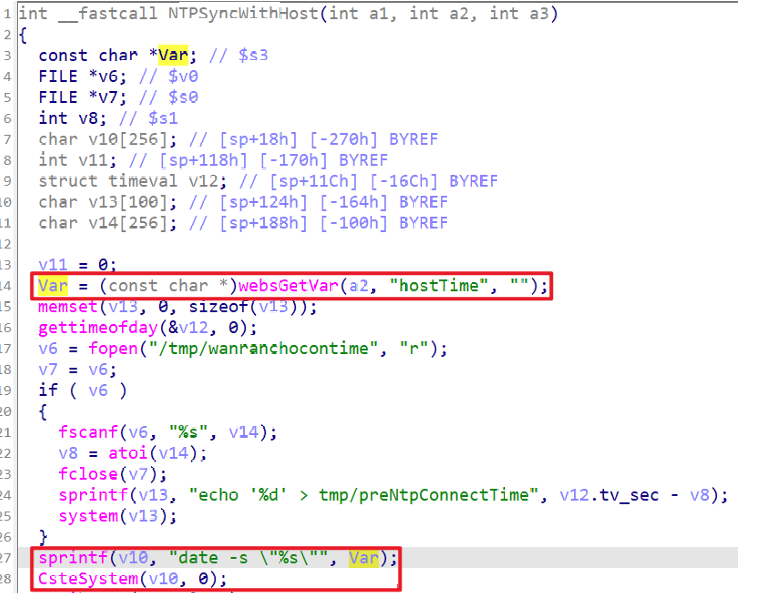 1 int __fastcall NTPSyncWithHost(int a1, int a2, int a3)
2 {
3 const char *Var; // $s3
4 FILE *v6; // $v0
5 FILE *v7; // $s0
6 int v8; // $s1
7 char v10[256]; // [sp+18h] [-270h] BYREF
8 int v11; // [sp+118h] [-170h] BYREF
9 struct timeval v12; // [sp+11Ch] [-16Ch] BYREF
10 char v13[100]; // [sp+124h] [-164h] BYREF
11 char v14[256]; // [sp+188h] [-100h] BYREF
12
13 v11 = 0;
14 Var = (const char *)websGetVar(a2, "hostTime", "");
15 memset(v13, 0, sizeof(v13));
16 gettimeofday(&v12, 0);
17 v6 = fopen("/tmp/wanranchocontime", "r");
18 v7 = v6;
19 if ( v6 )
20 {
21 fscanf(v6, "%s", v14);
22 v8 = atoi(v14);
23 fclose(v7);
24 sprintf(v13, "echo '%d' > tmp/preNtpConnectTime", v12.tv_sec - v8);
25 system(v13);
26 }
27 sprintf(v10, "date -s \"%s\"", Var);
28 CsteSystem(v10, 0);